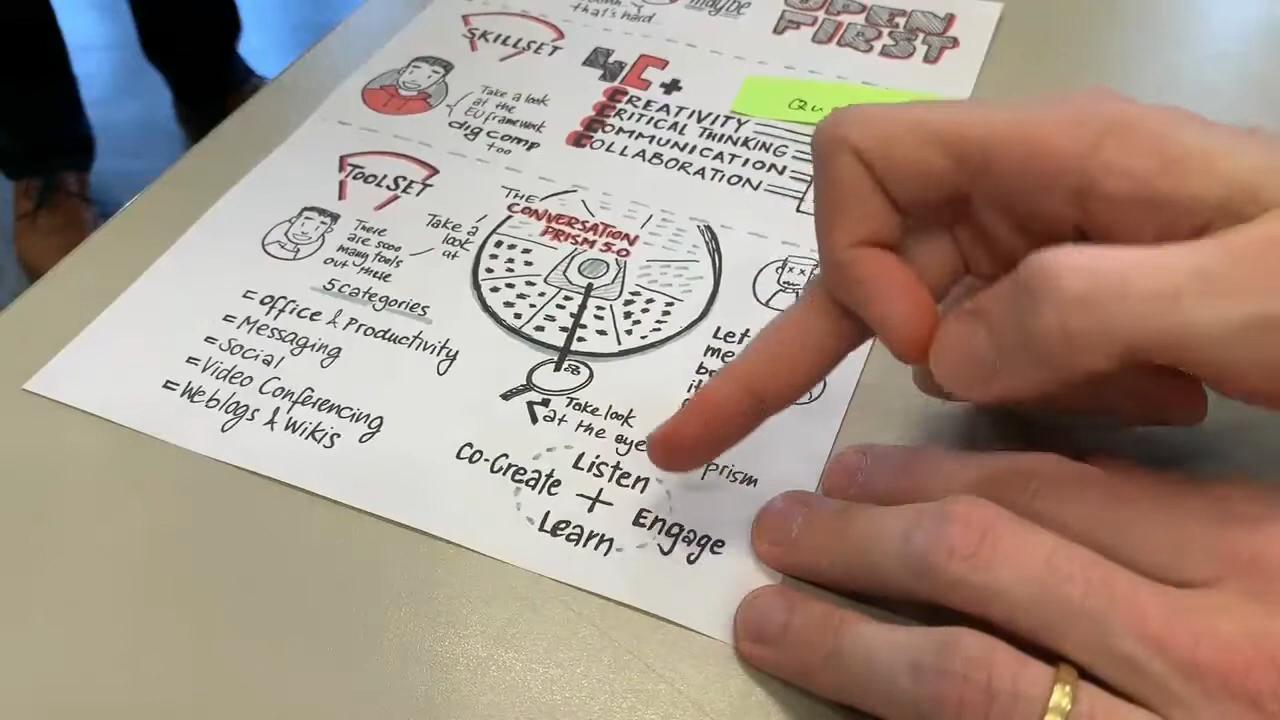 that's hard
maybe
OPEN
FIRST
SKILLSET
4C+
Take a look
at the
EU framework
digcomp
too
CREATIVITY
CRITICAL THINKING
COMMUNICATION
COLLABORATION
TOOLSET
There
are sooo
many tools
out there
Take a
look
at
THE
CONVERSATION
PRISM 5.0
5 categories
= Office & Productivity
= Messaging
= Social
= Video Conferencing
= Weblogs & Wikis
Let
me
Take look
at the eye
prism
Listen
Co-Create + Engage
Learn